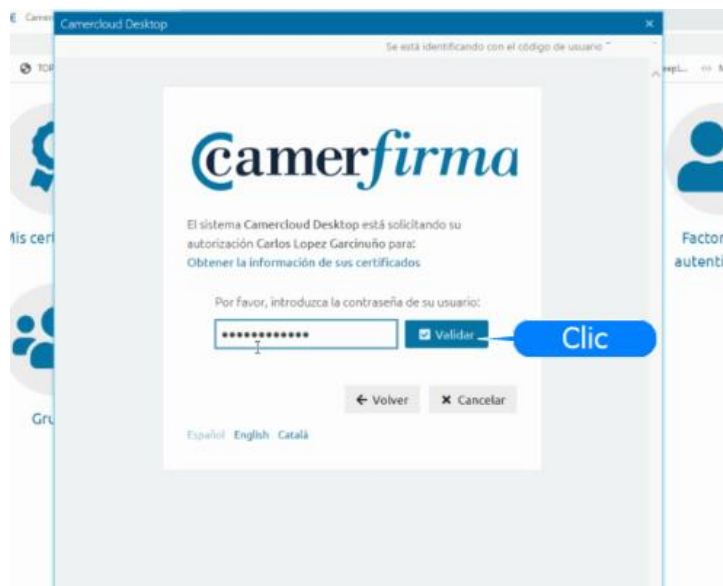 Camercloud Desktop
Se está identificando con el código de usuario
camerfirma
El sistema Camercloud Desktop está solicitando su
autorización Carlos Lopez Garcinuño para:
Obtener la información de sus certificados
Por favor, introduzca la contraseña de su usuario:
Validar
Clic
Volver
Cancelar
Español English Català
Mis cert
Factor
autenti
Gru